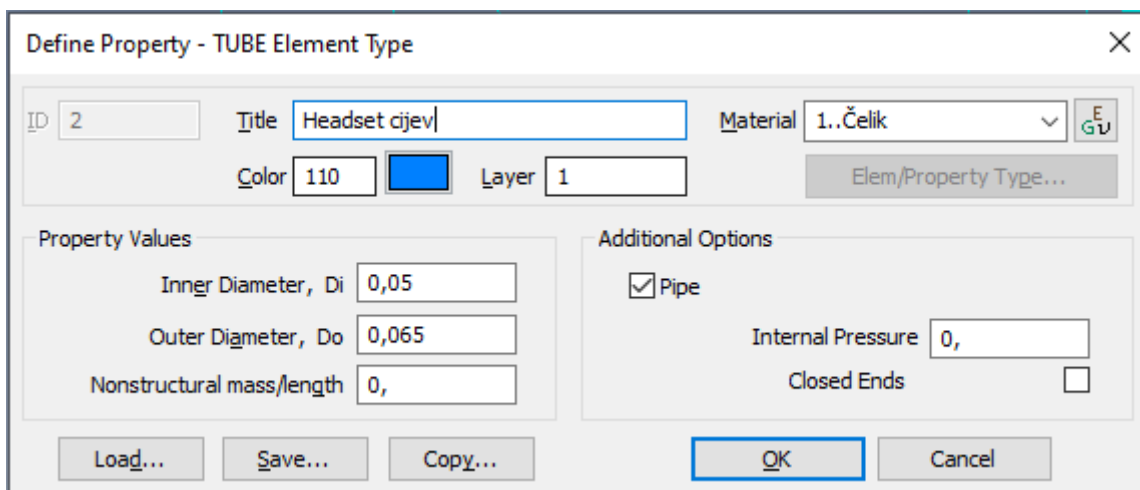 Define Property - TUBE Element Type
ID 2 Title Headset cijev Material 1..Čelik
Color 110 Layer 1 Elem/Property Type...
Property Values
Inner Diameter, Di 0,05
Outer Diameter, Do 0,065
Nonstructural mass/length 0,
Additional Options
Pipe
Internal Pressure 0,
Closed Ends
Load... Save... Copy... OK Cancel